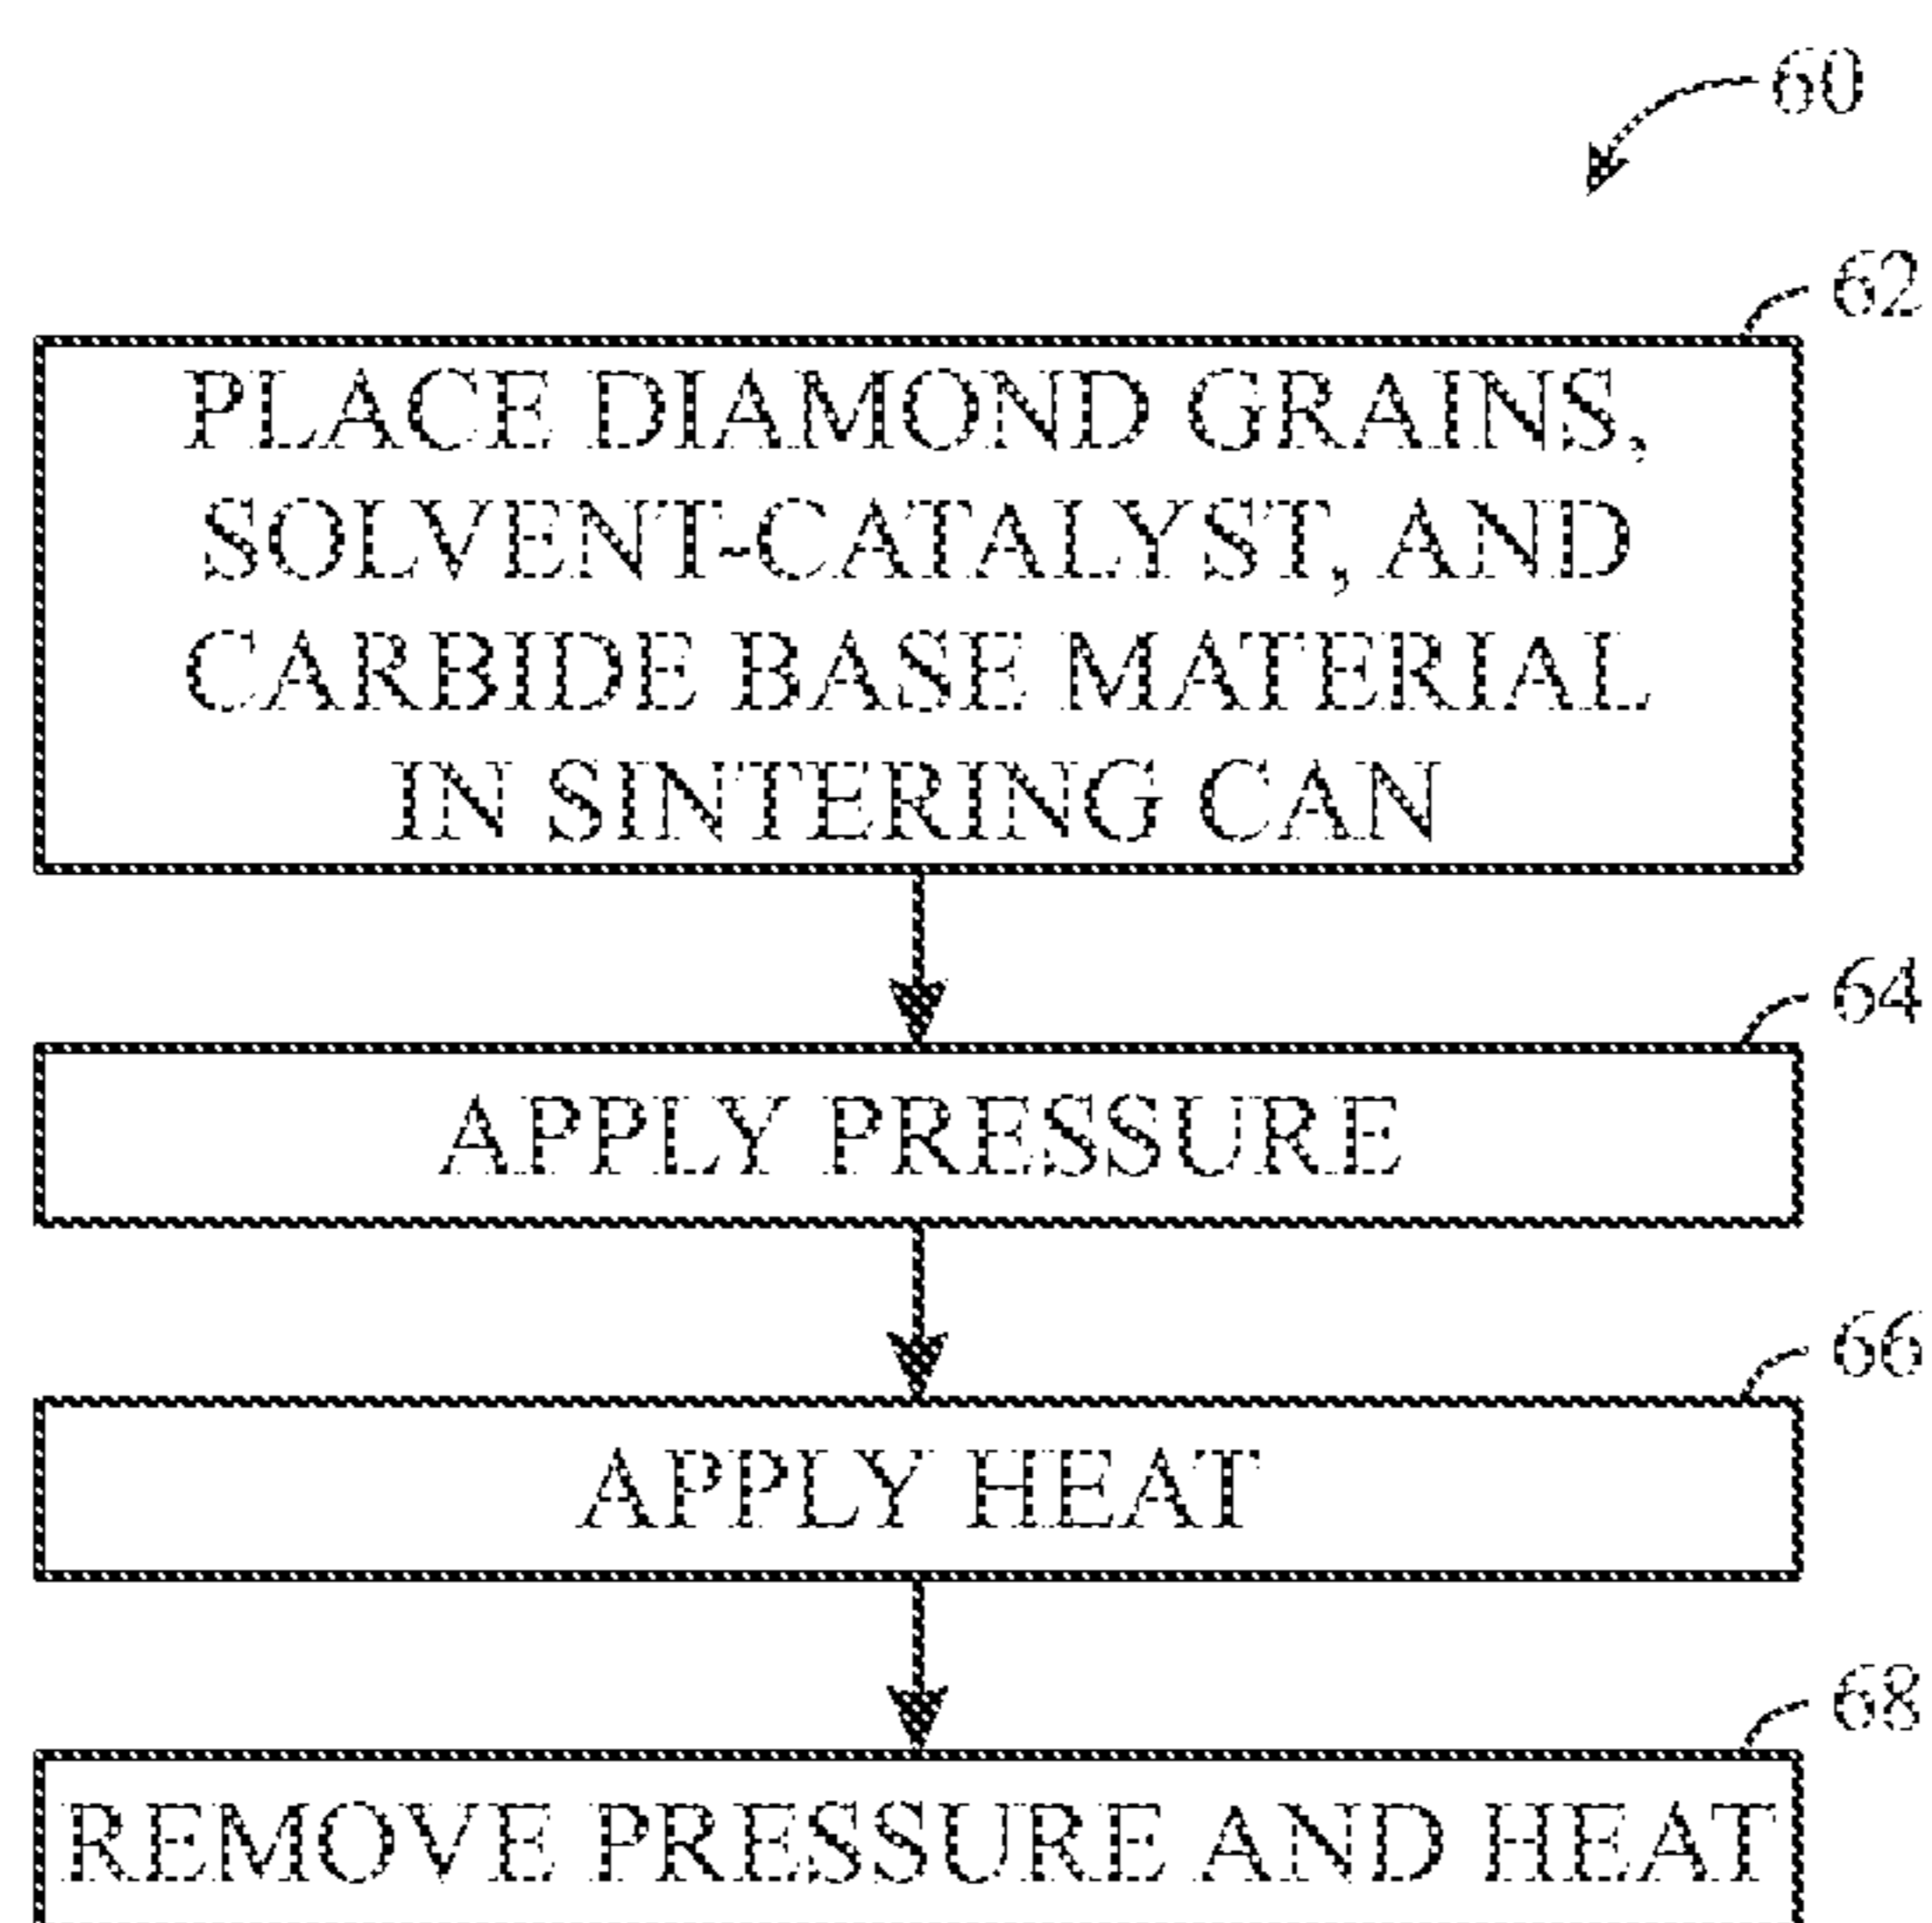 60
62
PLACE DIAMOND GRAINS,
SOLVENT-CATALYST, AND
CARBIDE BASE MATERIAL
IN SINTERING CAN
64
APPLY PRESSURE
66
APPLY HEAT
68
REMOVE PRESSURE AND HEAT